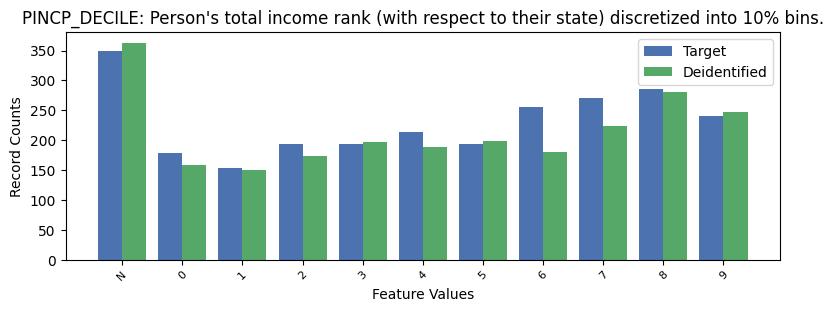 PINCP_DECILE: Person's total income rank (with respect to their state) discretized into 10% bins.
Target
Deidentified
Record Counts
350
300
250
200
150
100
50
0
N 0 1 2 3 4 5 6 7 8 9
Feature Values